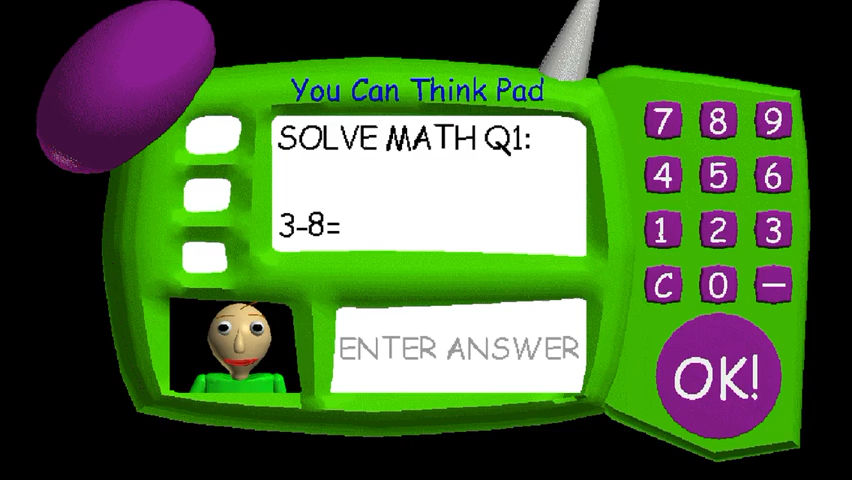 You Can Think Pad
SOLVE MATH Q1:
3-8=
ENTER ANSWER
7 8 9
4 5 6
1 2 3
C 0 −
OK!